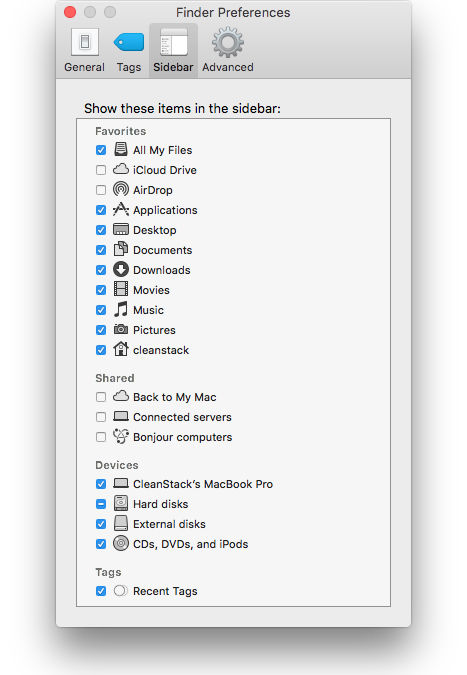 Finder Preferences
General Tags Sidebar Advanced
Show these items in the sidebar:
Favorites
All My Files
iCloud Drive
AirDrop
Applications
Desktop
Documents
Downloads
Movies
Music
Pictures
cleanstack
Shared
Back to My Mac
Connected servers
Bonjour computers
Devices
CleanStack's MacBook Pro
Hard disks
External disks
CDs, DVDs, and iPods
Tags
Recent Tags